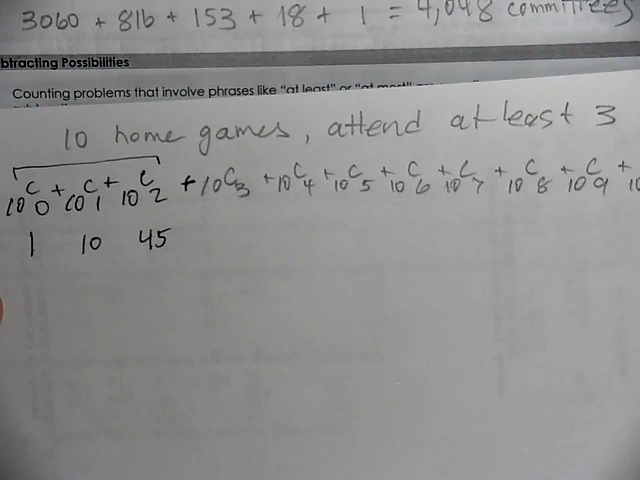 3060 + 816 + 153 + 18 + 1 = 4,048 committees
btracting Possibilities
Counting problems that involve phrases like "at least" or "at most"
10 home games, attend at least 3
10C0 + 10C1 + 10C2 + 10C3 + 10C4 + 10C5 + 10C6 + 10C7 + 10C8 + 10C9 + 10
1 10 45